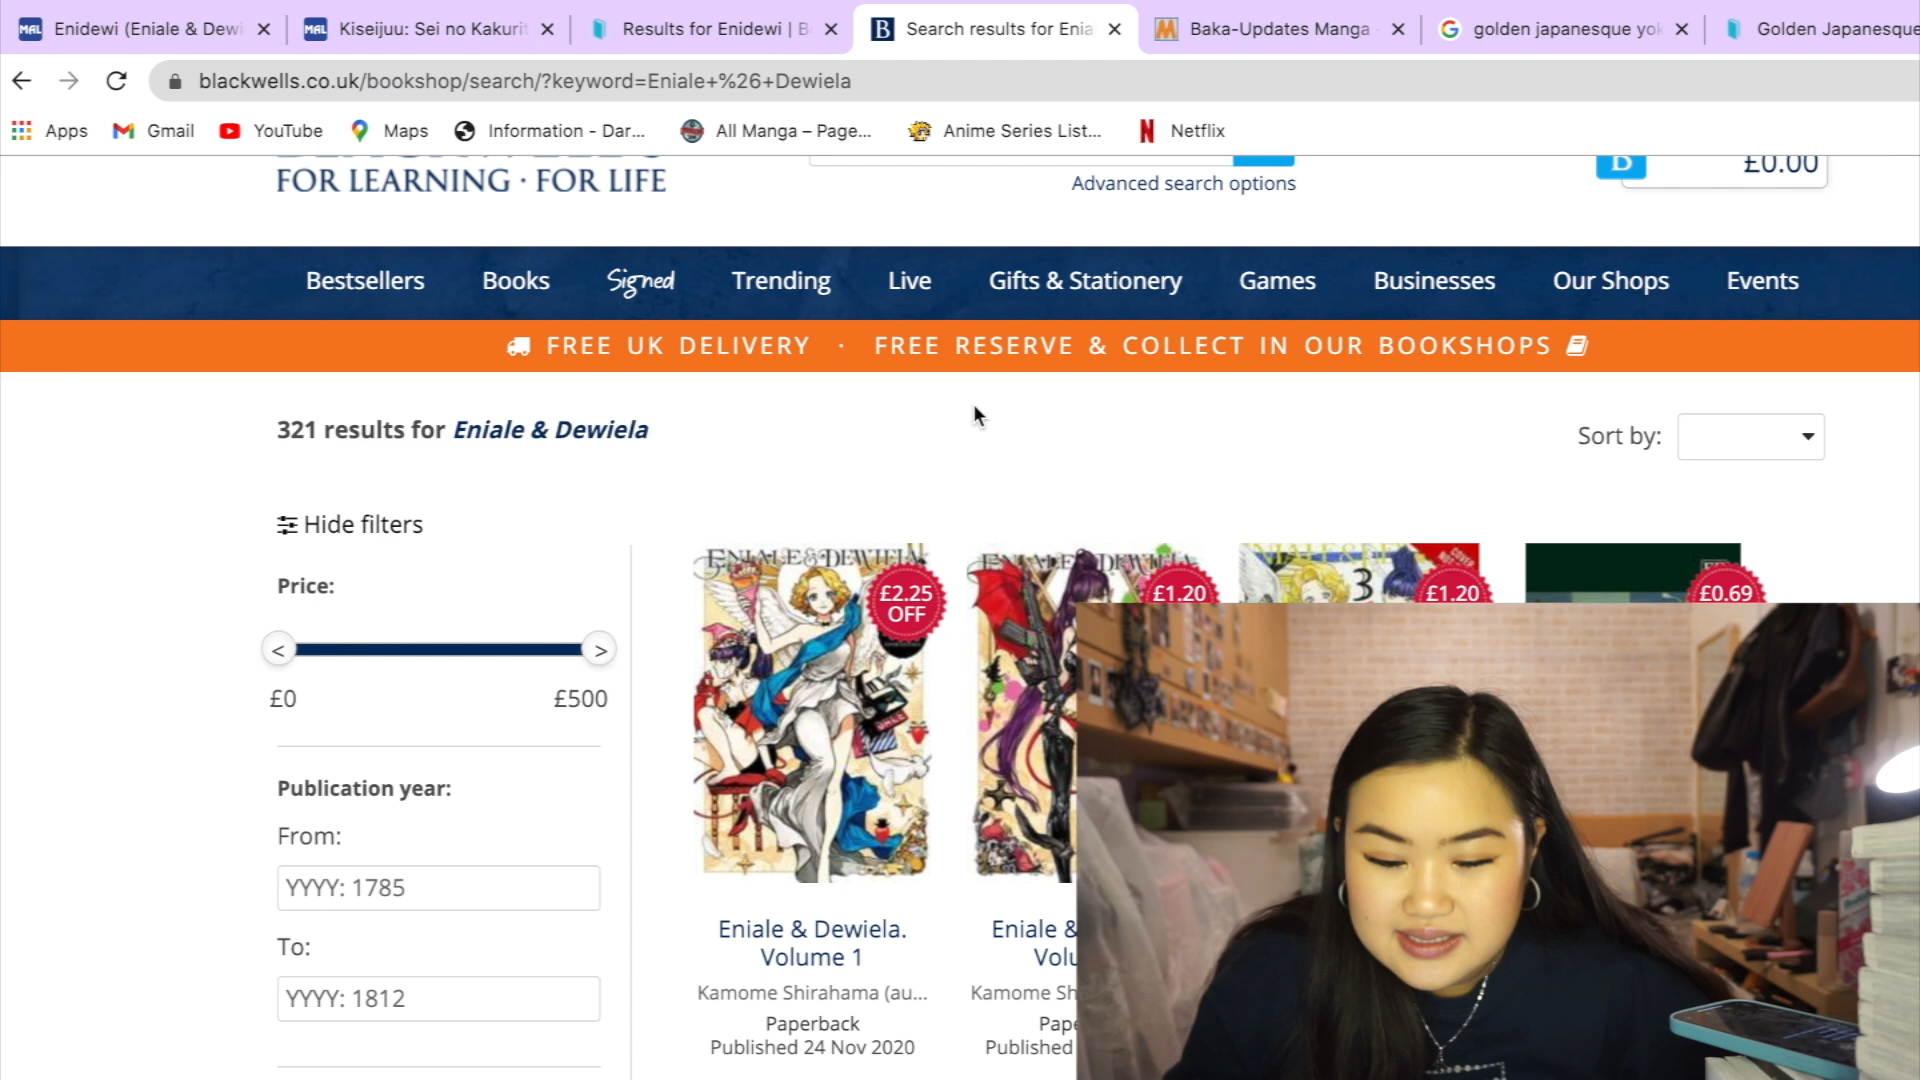 Enidewi (Eniale & Dewi
Kiseijuu: Sei no Kakurit
Results for Enidewi | B
Search results for Enia
Baka-Updates Manga
golden japanesque yok
Golden Japanesque
blackwells.co.uk/bookshop/search/?keyword=Eniale+%26+Dewiela
Apps
Gmail
YouTube
Maps
Information - Dar...
All Manga – Page...
Anime Series List...
Netflix
FOR LEARNING · FOR LIFE
Advanced search options
£0.00
Bestsellers
Books
Signed
Trending
Live
Gifts & Stationery
Games
Businesses
Our Shops
Events
FREE UK DELIVERY · FREE RESERVE & COLLECT IN OUR BOOKSHOPS
321 results for Eniale & Dewiela
Sort by:
Hide filters
Price:
£0
£500
Publication year:
From:
YYYY: 1785
To:
YYYY: 1812
ENIALE & DEWIELA
£2.25
OFF
£1.20
3
£1.20
£0.69
Eniale & Dewiela.
Volume 1
Kamome Shirahama (au...
Paperback
Published 24 Nov 2020
Eniale &
Volu
Kamome Sh
Pape
Published